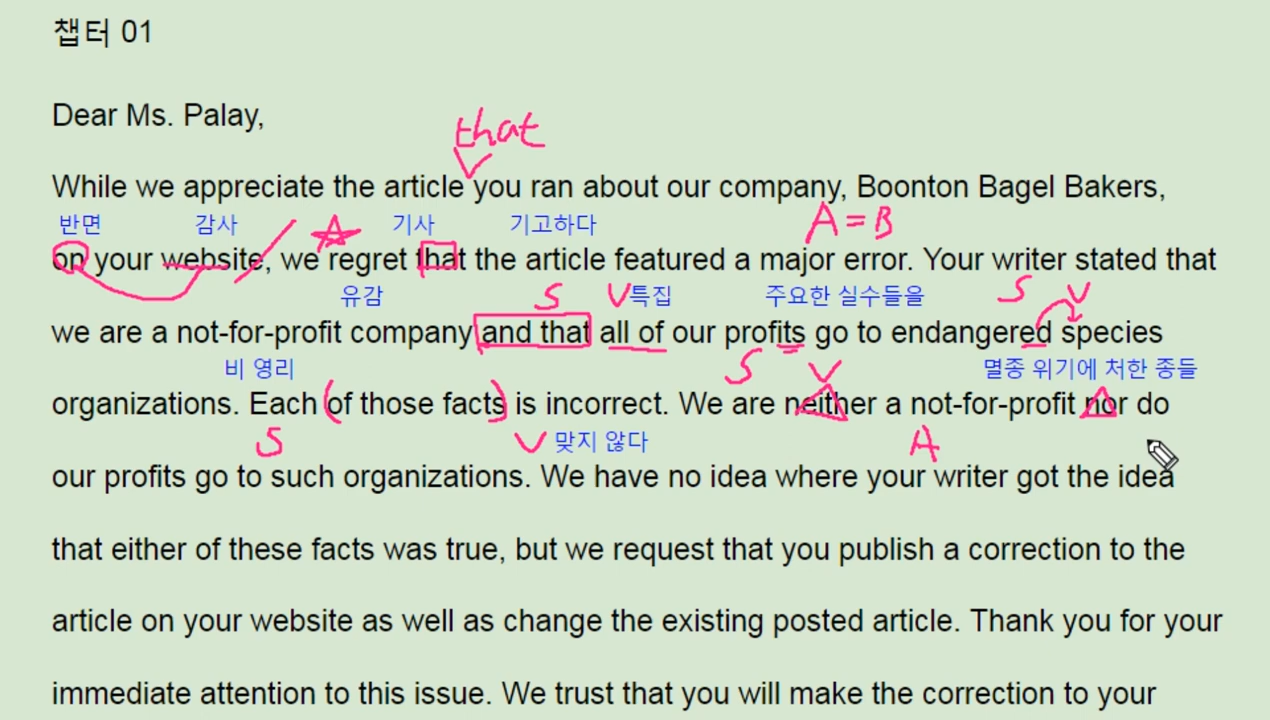 챕터 01
Dear Ms. Palay,
that
While we appreciate the article you ran about our company, Boonton Bagel Bakers,
반면 감사 기사 기고하다 A = B
on your website, we regret that the article featured a major error. Your writer stated that
유감 S V 특집 주요한 실수들을 S V
we are a not-for-profit company and that all of our profits go to endangered species
비 영리 S V 멸종 위기에 처한 종들
organizations. Each (of those facts) is incorrect. We are neither a not-for-profit nor do
S V 맞지 않다 A
our profits go to such organizations. We have no idea where your writer got the idea
that either of these facts was true, but we request that you publish a correction to the
article on your website as well as change the existing posted article. Thank you for your
immediate attention to this issue. We trust that you will make the correction to your